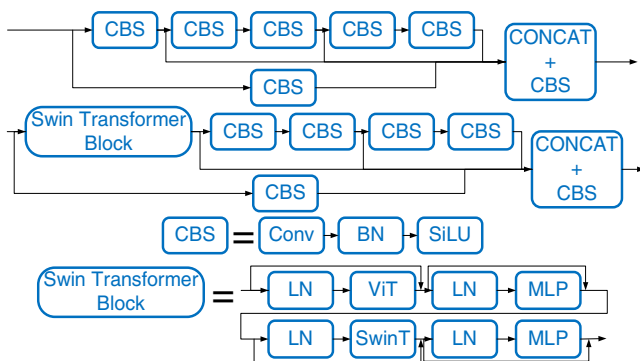 CBS CBS CBS CBS CBS
CONCAT
+
CBS
CBS
Swin Transformer
Block
CBS CBS CBS CBS
CONCAT
+
CBS
CBS
CBS = Conv BN SiLU
Swin Transformer
Block
=
LN ViT LN MLP
LN SwinT LN MLP